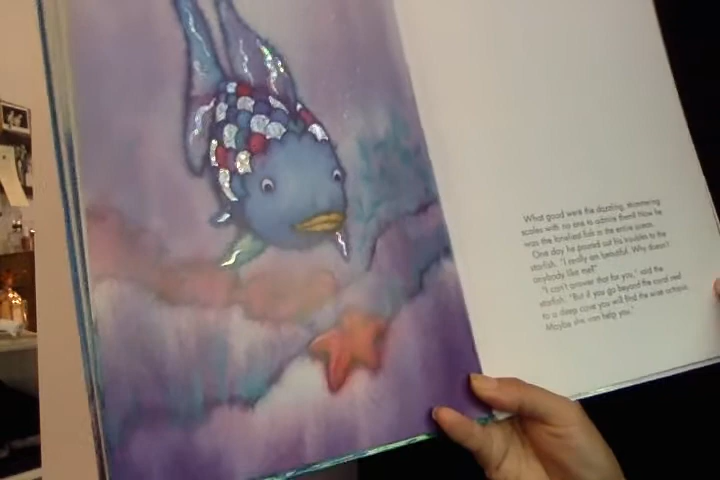 What good were the dazzling, shimmering
scales with no one to admire them? Now he
was the loneliest fish in the entire ocean.
One day he poured out his troubles to the
starfish. "I really am beautiful. Why doesn't
anybody like me?"
"I can't answer that for you," said the
starfish. "But if you go beyond the coral reef
to a deep cave you will find the wise octopus.
Maybe she can help you."